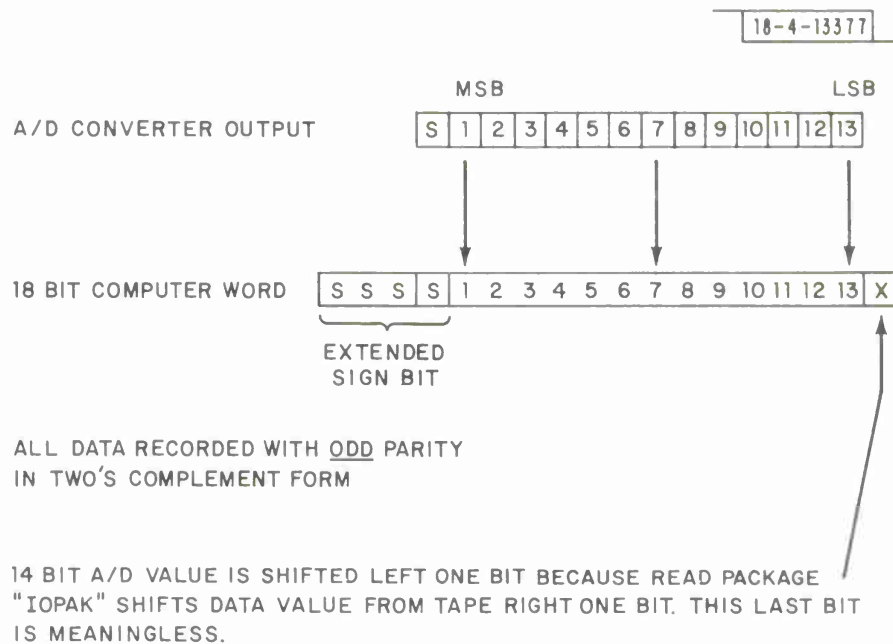 18-4-13377
MSB LSB
A/D CONVERTER OUTPUT S 1 2 3 4 5 6 7 8 9 10 11 12 13
18 BIT COMPUTER WORD S S S S 1 2 3 4 5 6 7 8 9 10 11 12 13 X
EXTENDED
SIGN BIT
ALL DATA RECORDED WITH ODD PARITY
IN TWO'S COMPLEMENT FORM
14 BIT A/D VALUE IS SHIFTED LEFT ONE BIT BECAUSE READ PACKAGE
"IOPAK" SHIFTS DATA VALUE FROM TAPE RIGHT ONE BIT. THIS LAST BIT
IS MEANINGLESS.